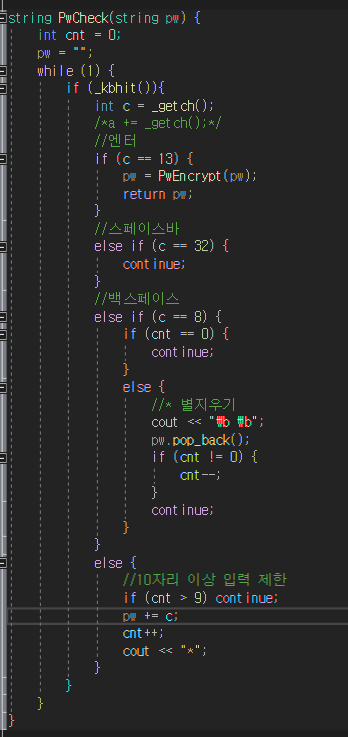 string PwCheck(string pw) {
int cnt = 0;
pw = "";
while (1) {
if (_kbhit()){
int c = _getch();
/*a += _getch();*/
//엔터
if (c == 13) {
pw = PwEncrypt(pw);
return pw;
}
//스페이스바
else if (c == 32) {
continue;
}
//백스페이스
else if (c == 8) {
if (cnt == 0) {
continue;
}
else {
//* 별지우기
cout << "₩b ₩b";
pw.pop_back();
if (cnt != 0) {
cnt--;
}
continue;
}
}
else {
//10자리 이상 입력 제한
if (cnt > 9) continue;
pw += c;
cnt++;
cout << "*";
}
}
}
}